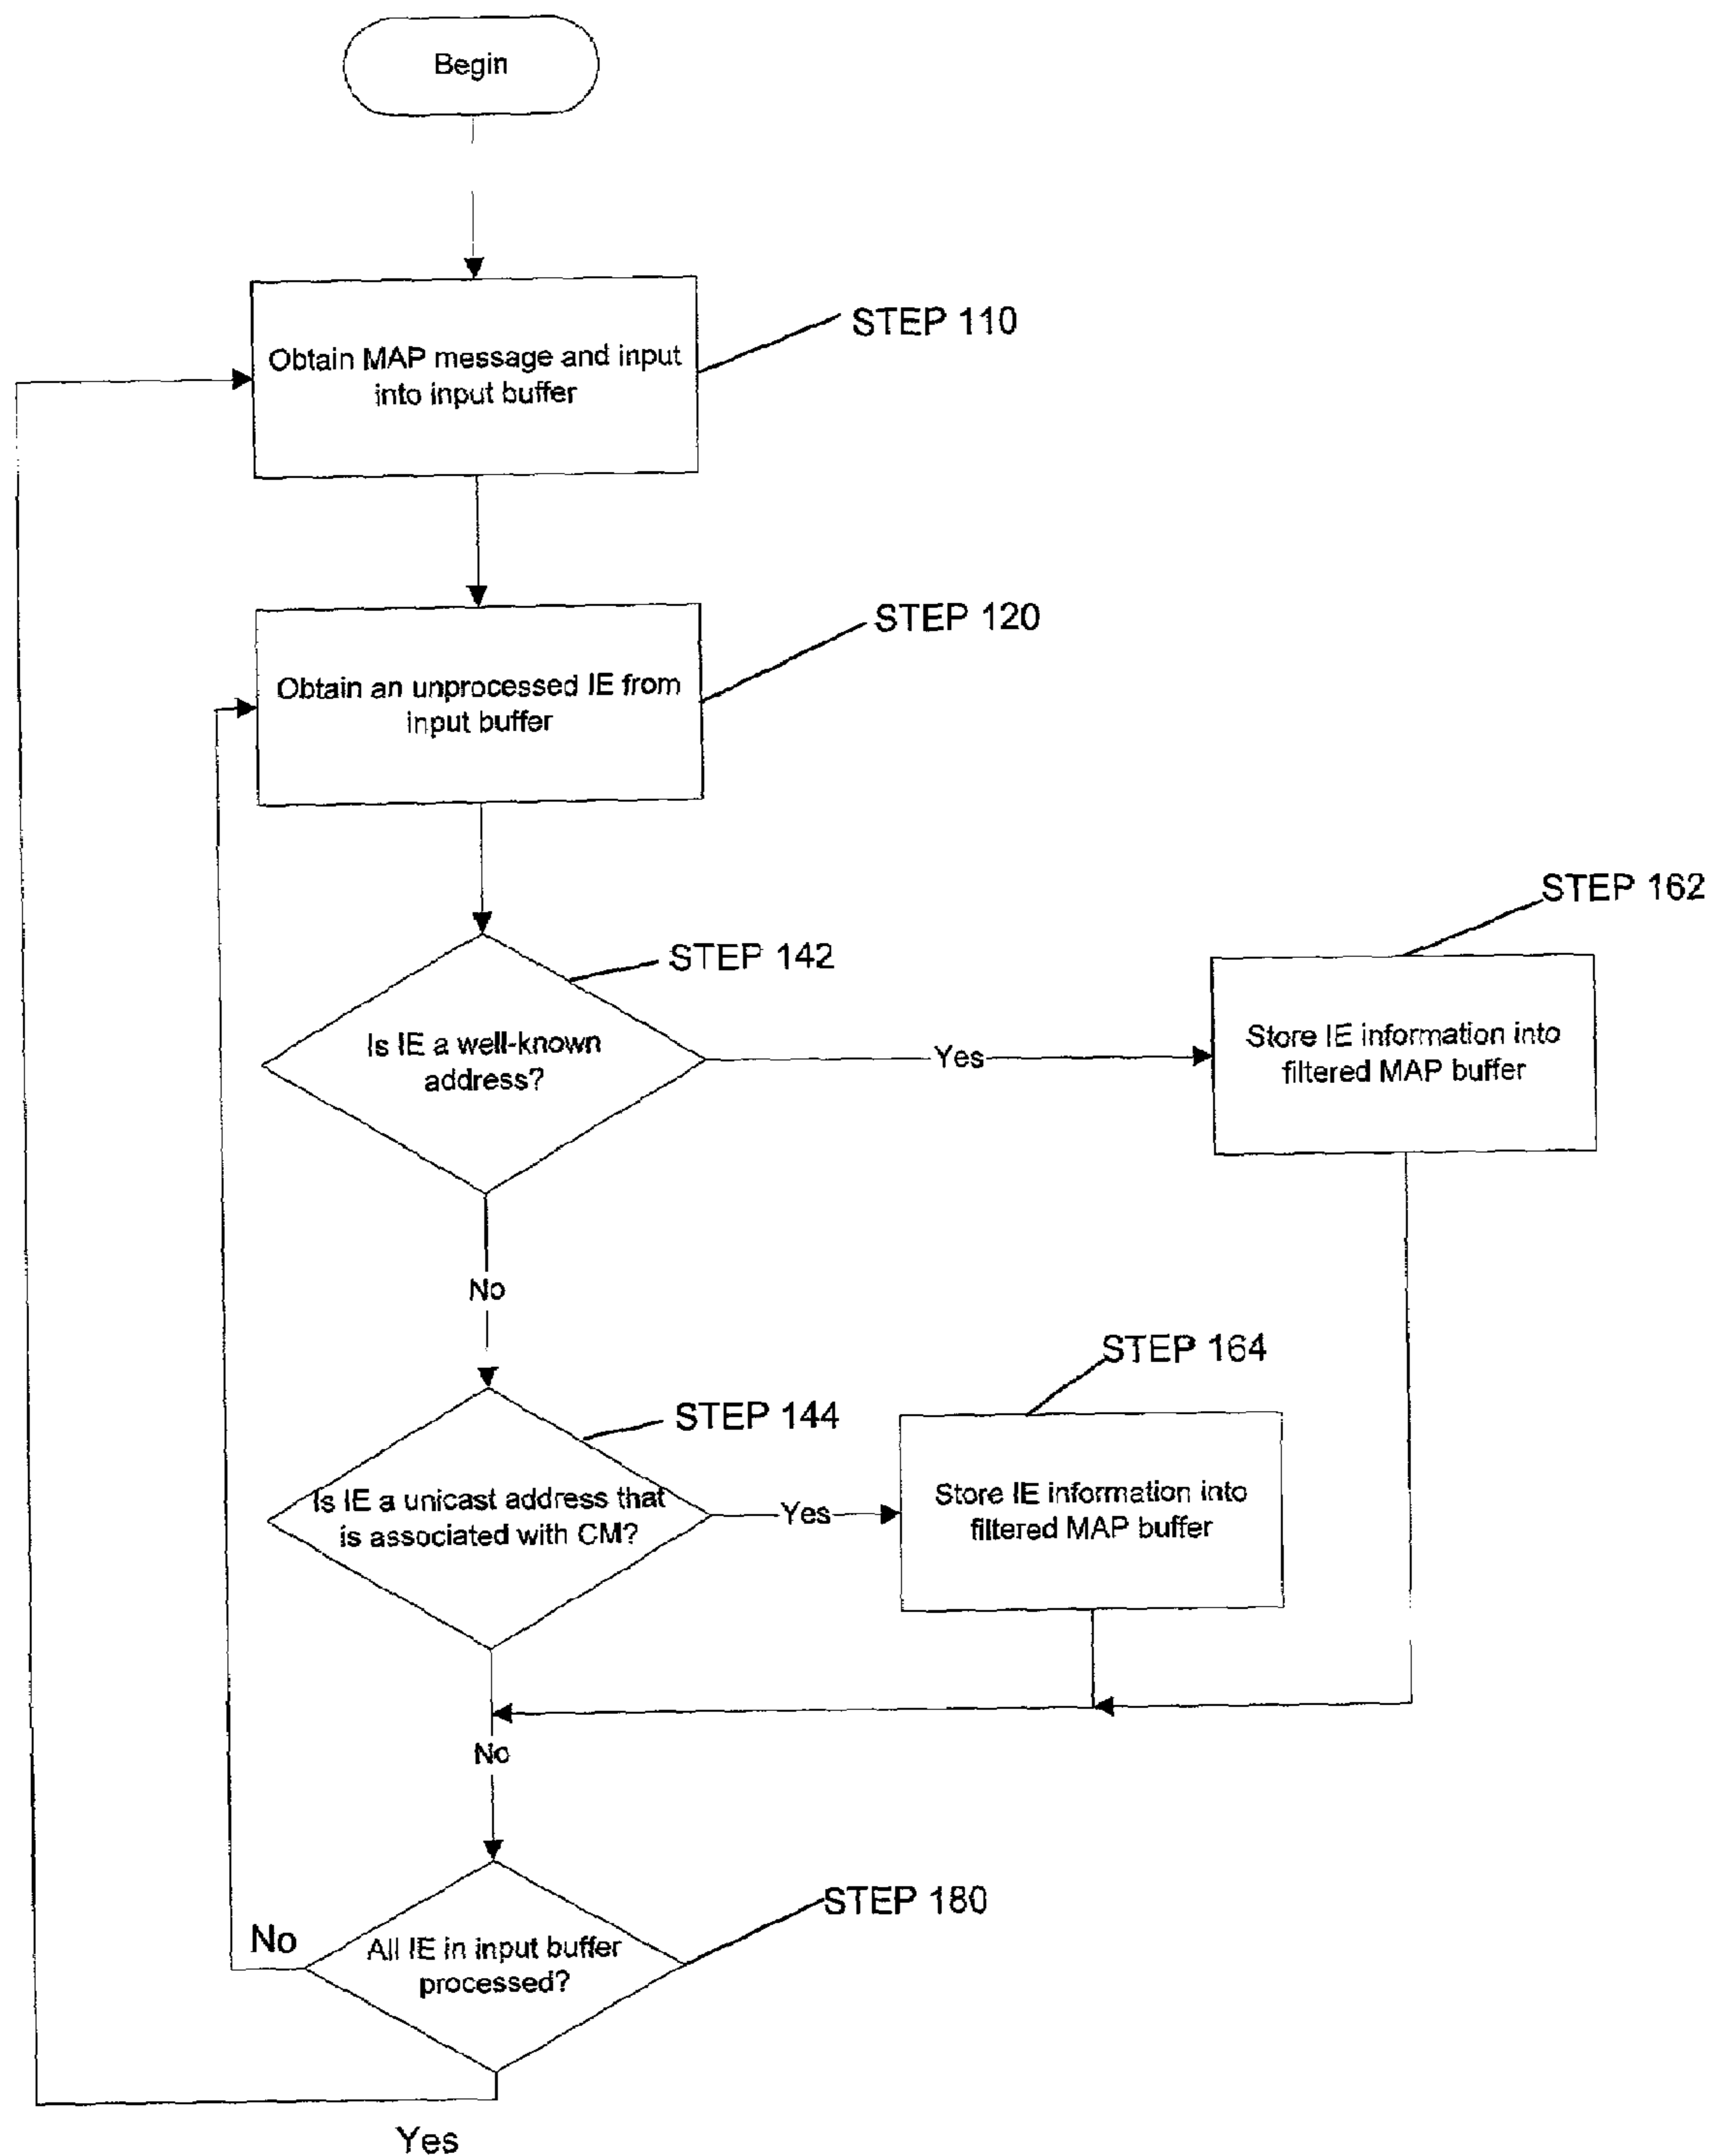 Begin
STEP 110
Obtain MAP message and input
into input buffer
STEP 120
Obtain an unprocessed IE from
input buffer
STEP 162
STEP 142
Is IE a well-known
address?
Yes
Store IE information into
filtered MAP buffer
No
STEP 164
STEP 144
Is IE a unicast address that
is associated with CM?
Yes
Store IE information into
filtered MAP buffer
No
STEP 180
No
All IE in input buffer
processed?
Yes